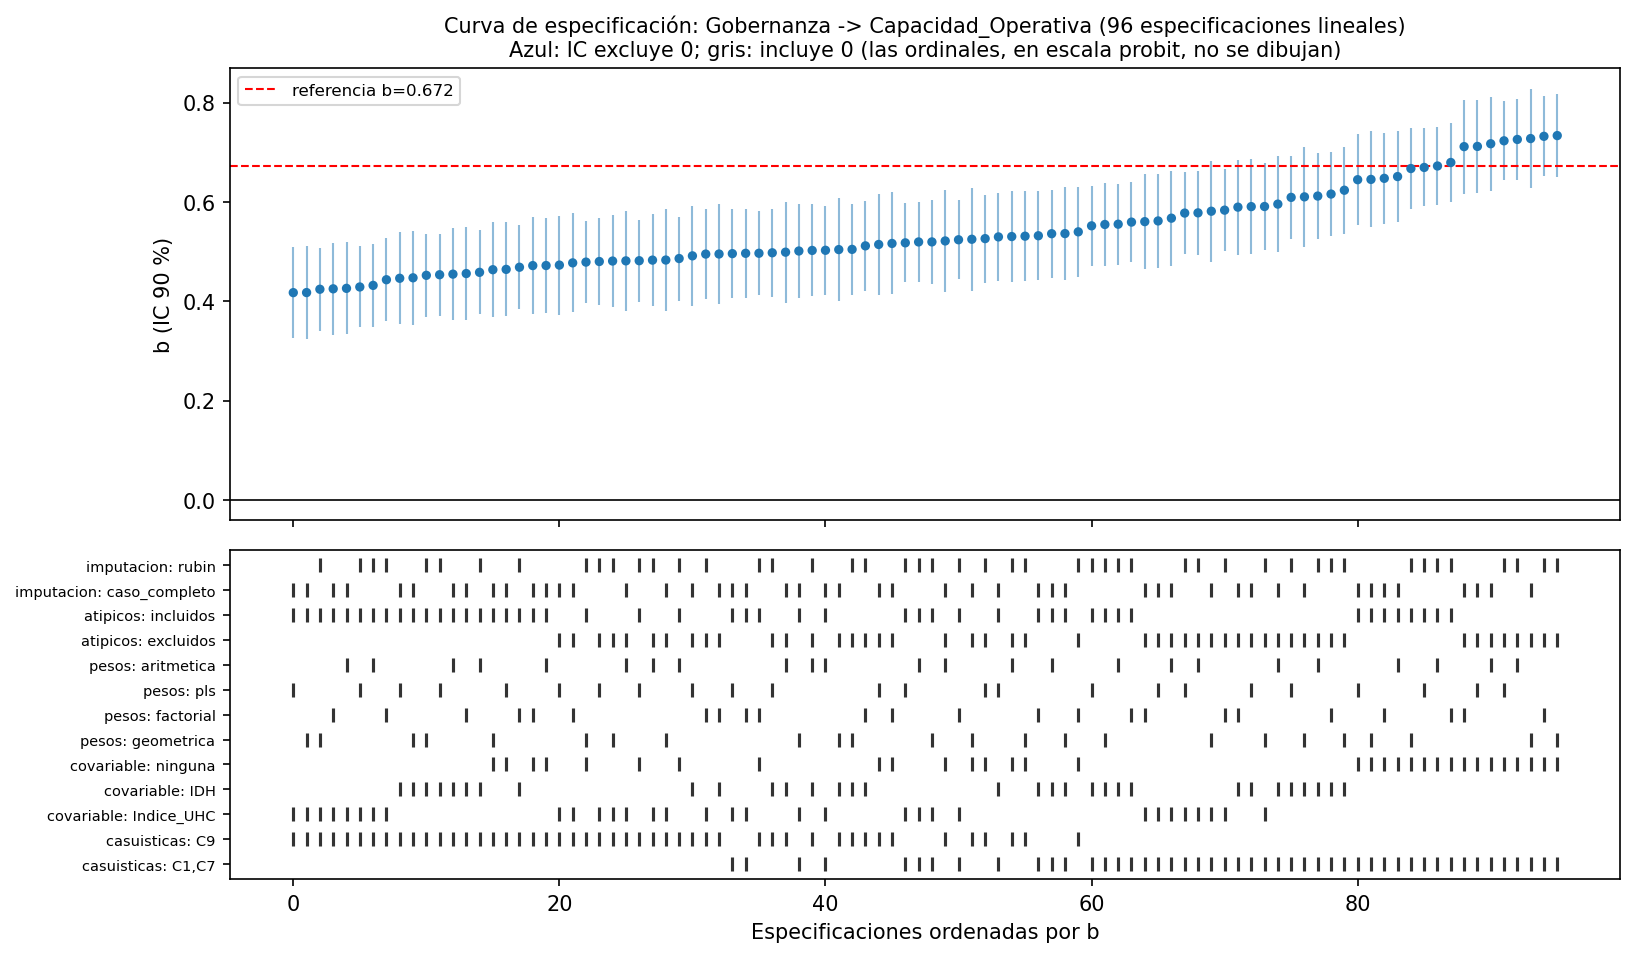 Curva de especificación: Gobernanza -> Capacidad_Operativa (96 especificaciones lineales)
Azul: IC excluye 0; gris: incluye 0 (las ordinales, en escala probit, no se dibujan)
referencia b=0.672
b (IC 90 %)
0.8
0.6
0.4
0.2
0.0
imputacion: rubin
imputacion: caso_completo
atipicos: incluidos
atipicos: excluidos
pesos: aritmetica
pesos: pls
pesos: factorial
pesos: geometrica
covariable: ninguna
covariable: IDH
covariable: Indice_UHC
casuisticas: C9
casuisticas: C1,C7
0 20 40 60 80
Especificaciones ordenadas por b